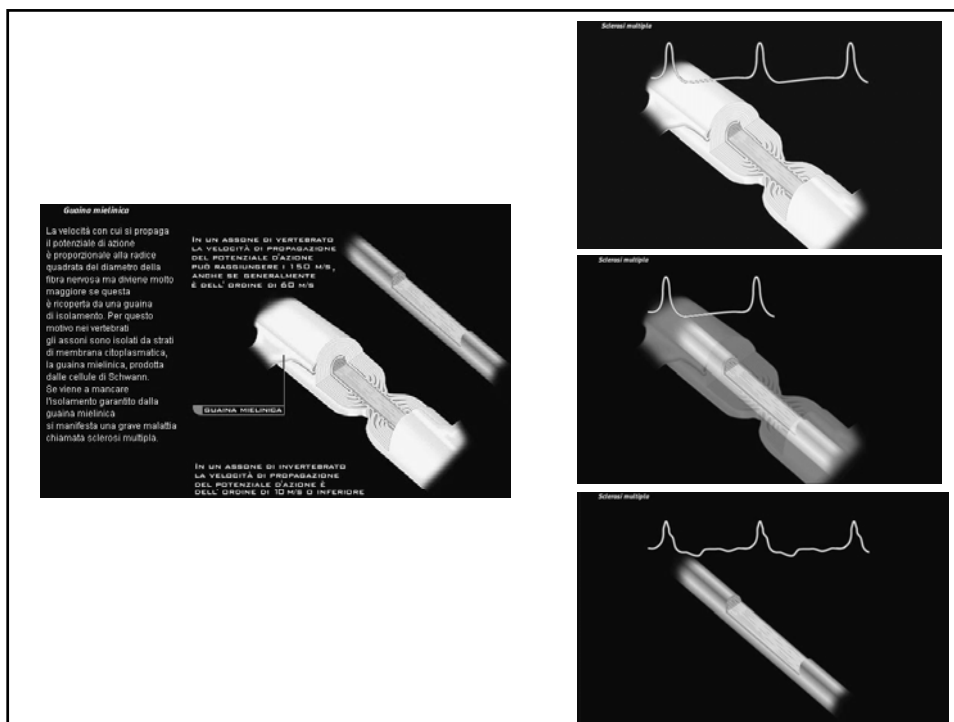 Guaina mielinica
La velocità con cui si propaga
il potenziale di azione
è proporzionale alla radice
quadrata del diametro della
fibra nervosa ma diviene molto
maggiore se questa
è ricoperta da una guaina
di isolamento. Per questo
motivo nei vertebrati
gli assoni sono isolati da strati
di membrana citoplasmatica,
la guaina mielinica, prodotta
dalle cellule di Schwann.
Se viene a mancare
l'isolamento garantito dalla
guaina mielinica
si manifesta una grave malattia
chiamata sclerosi multipla.
IN UN ASSONE DI VERTEBRATO
LA VELOCITÀ DI PROPAGAZIONE
DEL POTENZIALE D'AZIONE
PUÒ RAGGIUNGERE I 150 M/S,
ANCHE SE GENERALMENTE
È DELL'ORDINE DI 60 M/S
GUAINA MIELINICA
IN UN ASSONE DI INVERTEBRATO
LA VELOCITÀ DI PROPAGAZIONE
DEL POTENZIALE D'AZIONE È
DELL'ORDINE DI 10 M/S O INFERIORE
Sclerosi multipla
Sclerosi multipla
Sclerosi multipla